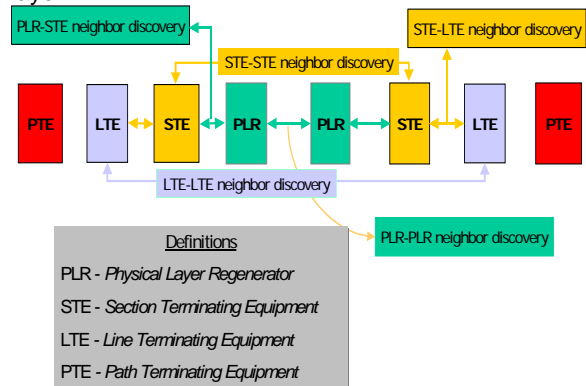 PLR-STE neighbor discovery
STE-LTE neighbor discovery
STE-STE neighbor discovery
PTE LTE STE PLR PLR STE LTE PTE
LTE-LTE neighbor discovery
PLR-PLR neighbor discovery
Definitions
PLR - Physical Layer Regenerator
STE - Section Terminating Equipment
LTE - Line Terminating Equipment
PTE - Path Terminating Equipment